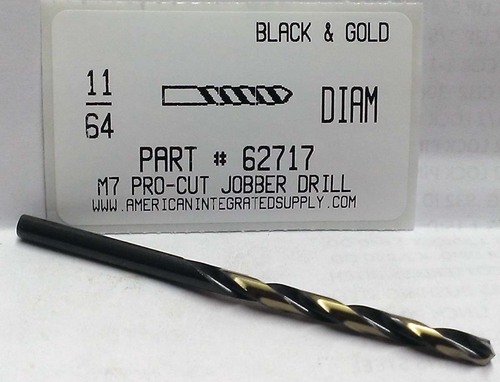 BLACK & GOLD
11
64
DIAM
PART # 62717
M7 PRO-CUT JOBBER DRILL
WWW.AMERICANINTEGRATEDSUPPLY.COM